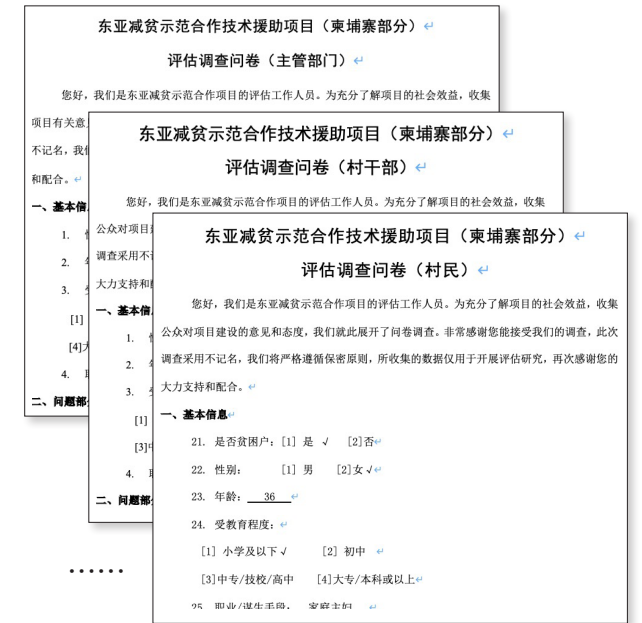 东亚减贫示范合作技术援助项目（柬埔寨部分）
评估调查问卷（主管部门）
您好，我们是东亚减贫示范合作项目的评估工作人员。为充分了解项目的社会效益，收集
项目有关意
不记名，我们
和配合。
一、基本信
1.
2.
3.
[1]
[4]
4.
二、问题部
东亚减贫示范合作技术援助项目（柬埔寨部分）
评估调查问卷（村干部）
您好，我们是东亚减贫示范合作项目的评估工作人员。为充分了解项目的社会效益，收集
公众对项目
调查采用不
大力支持和
一、基本信
1.
2.
3.
[1]
[3]
4.
二、问题部
东亚减贫示范合作技术援助项目（柬埔寨部分）
评估调查问卷（村民）
您好，我们是东亚减贫示范合作项目的评估工作人员。为充分了解项目的社会效益，收集
公众对项目建设的意见和态度，我们就此展开了问卷调查。非常感谢您能接受我们的调查，此次
调查采用不记名，我们将严格遵循保密原则，所收集的数据仅用于开展评估研究，再次感谢您的
大力支持和配合。
一、基本信息
21. 是否贫困户：[1] 是 √ [2]否
22. 性别： [1] 男 [2]女√
23. 年龄： 36
24. 受教育程度：
[1] 小学及以下√ [2] 初中
[3]中专/技校/高中 [4]大专/本科或以上
25. 职业/谋生手段： 家庭主妇
……